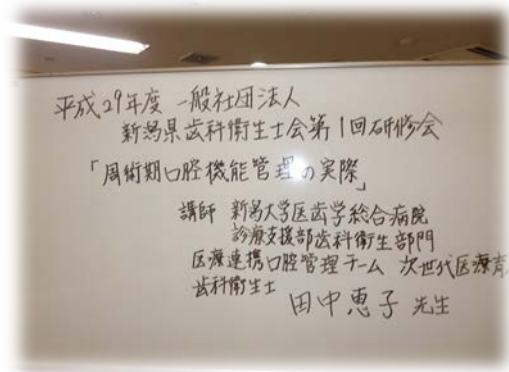 平成29年度 一般社団法人
新潟県歯科衛生士会第1回研修会
「周術期口腔機能管理の実際」
講師 新潟大学医歯学総合病院
診療支援部歯科衛生部門
医療連携口腔管理チーム 次世代医療育
歯科衛生士
田中恵子 先生